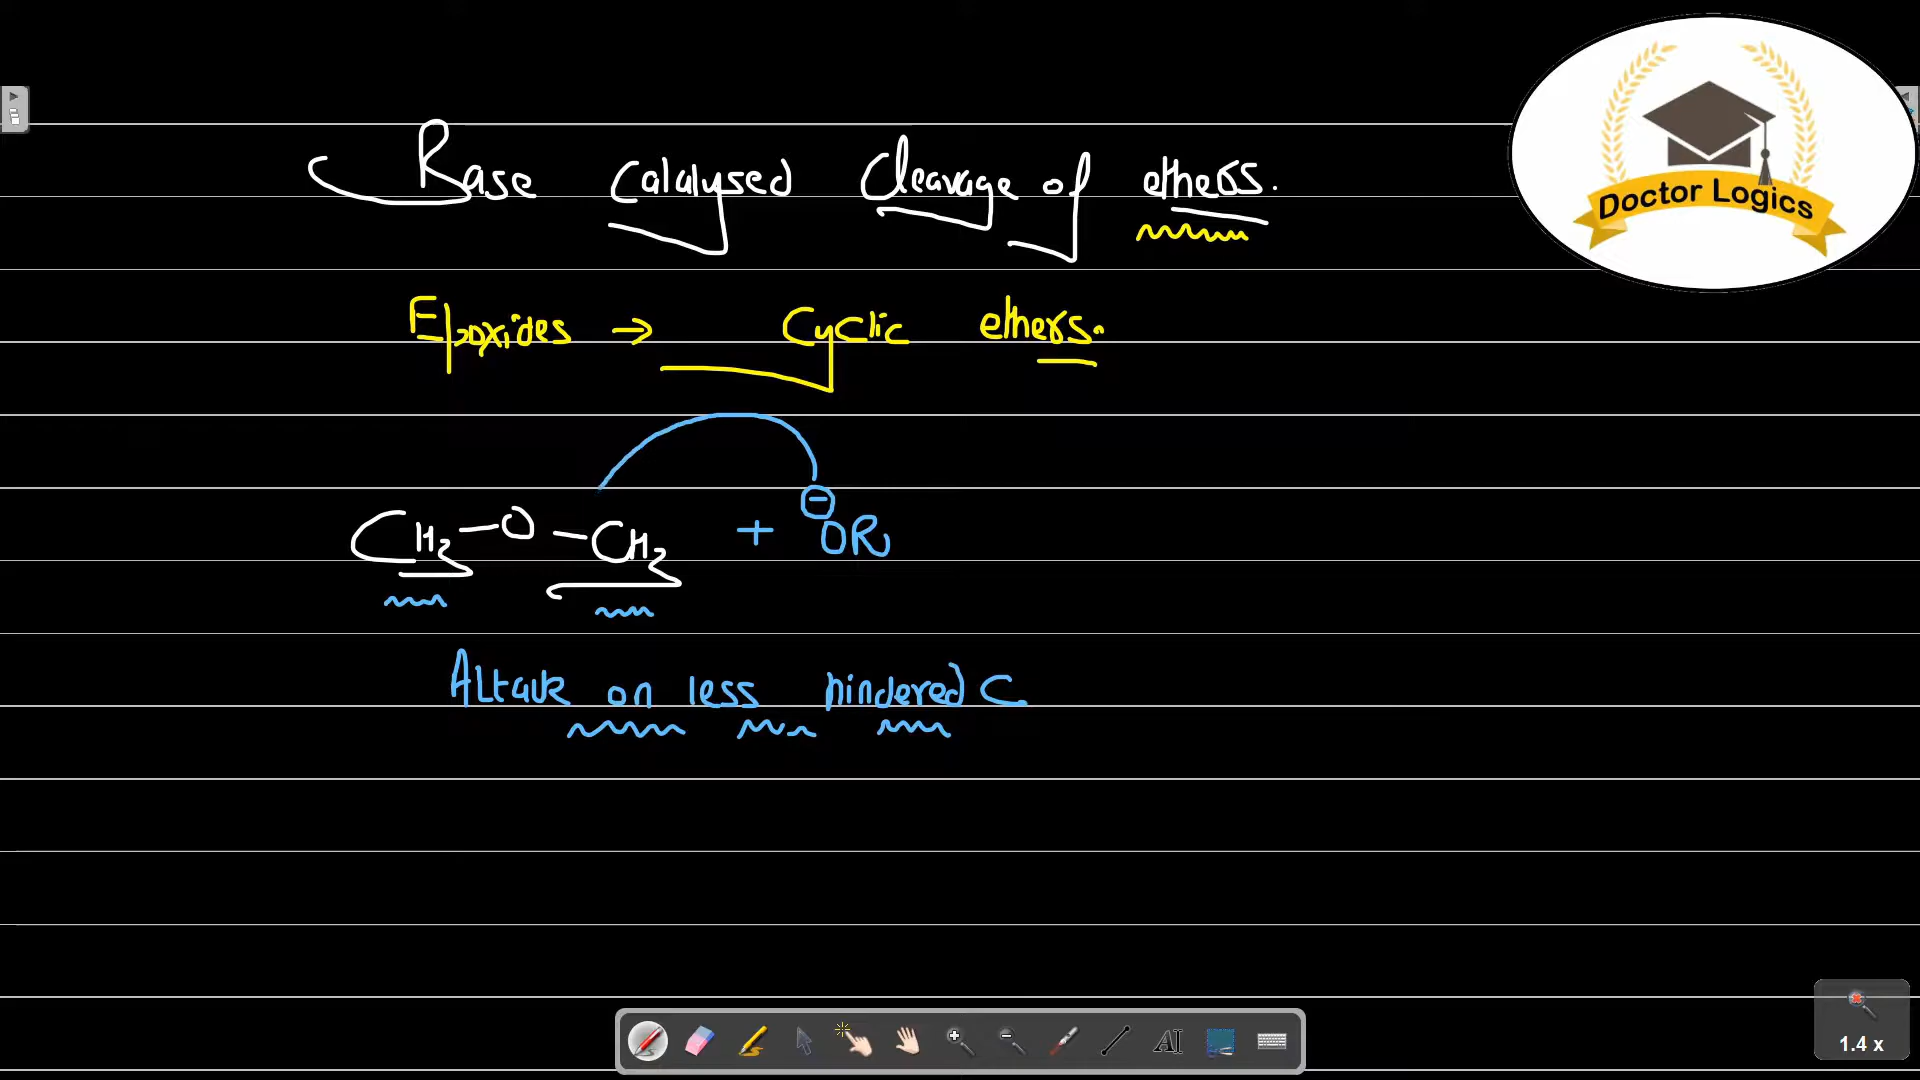 Base Catalysed Cleavage of ethers.
Epoxides → Cyclic ethers.
CH2-O-CH2 + ⊖OR
Attack on less hindered C
Doctor Logics
1.4 x